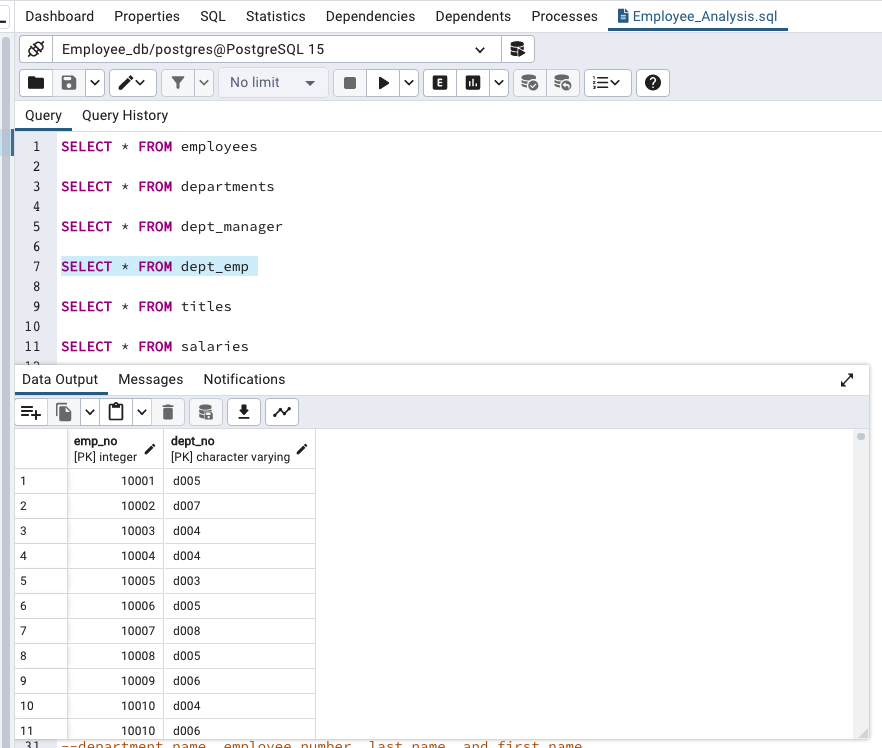 Dashboard Properties SQL Statistics Dependencies Dependents Processes Employee_Analysis.sql
Employee_db/postgres@PostgreSQL 15
No limit E
Query Query History
1 SELECT * FROM employees
2
3 SELECT * FROM departments
4
5 SELECT * FROM dept_manager
6
7 SELECT * FROM dept_emp
8
9 SELECT * FROM titles
10
11 SELECT * FROM salaries
Data Output Messages Notifications
emp_no dept_no
[PK] integer [PK] character varying
1 10001 d005
2 10002 d007
3 10003 d004
4 10004 d004
5 10005 d003
6 10006 d005
7 10007 d008
8 10008 d005
9 10009 d006
10 10010 d004
11 10010 d006
31 --department name, employee number, last name, and first name